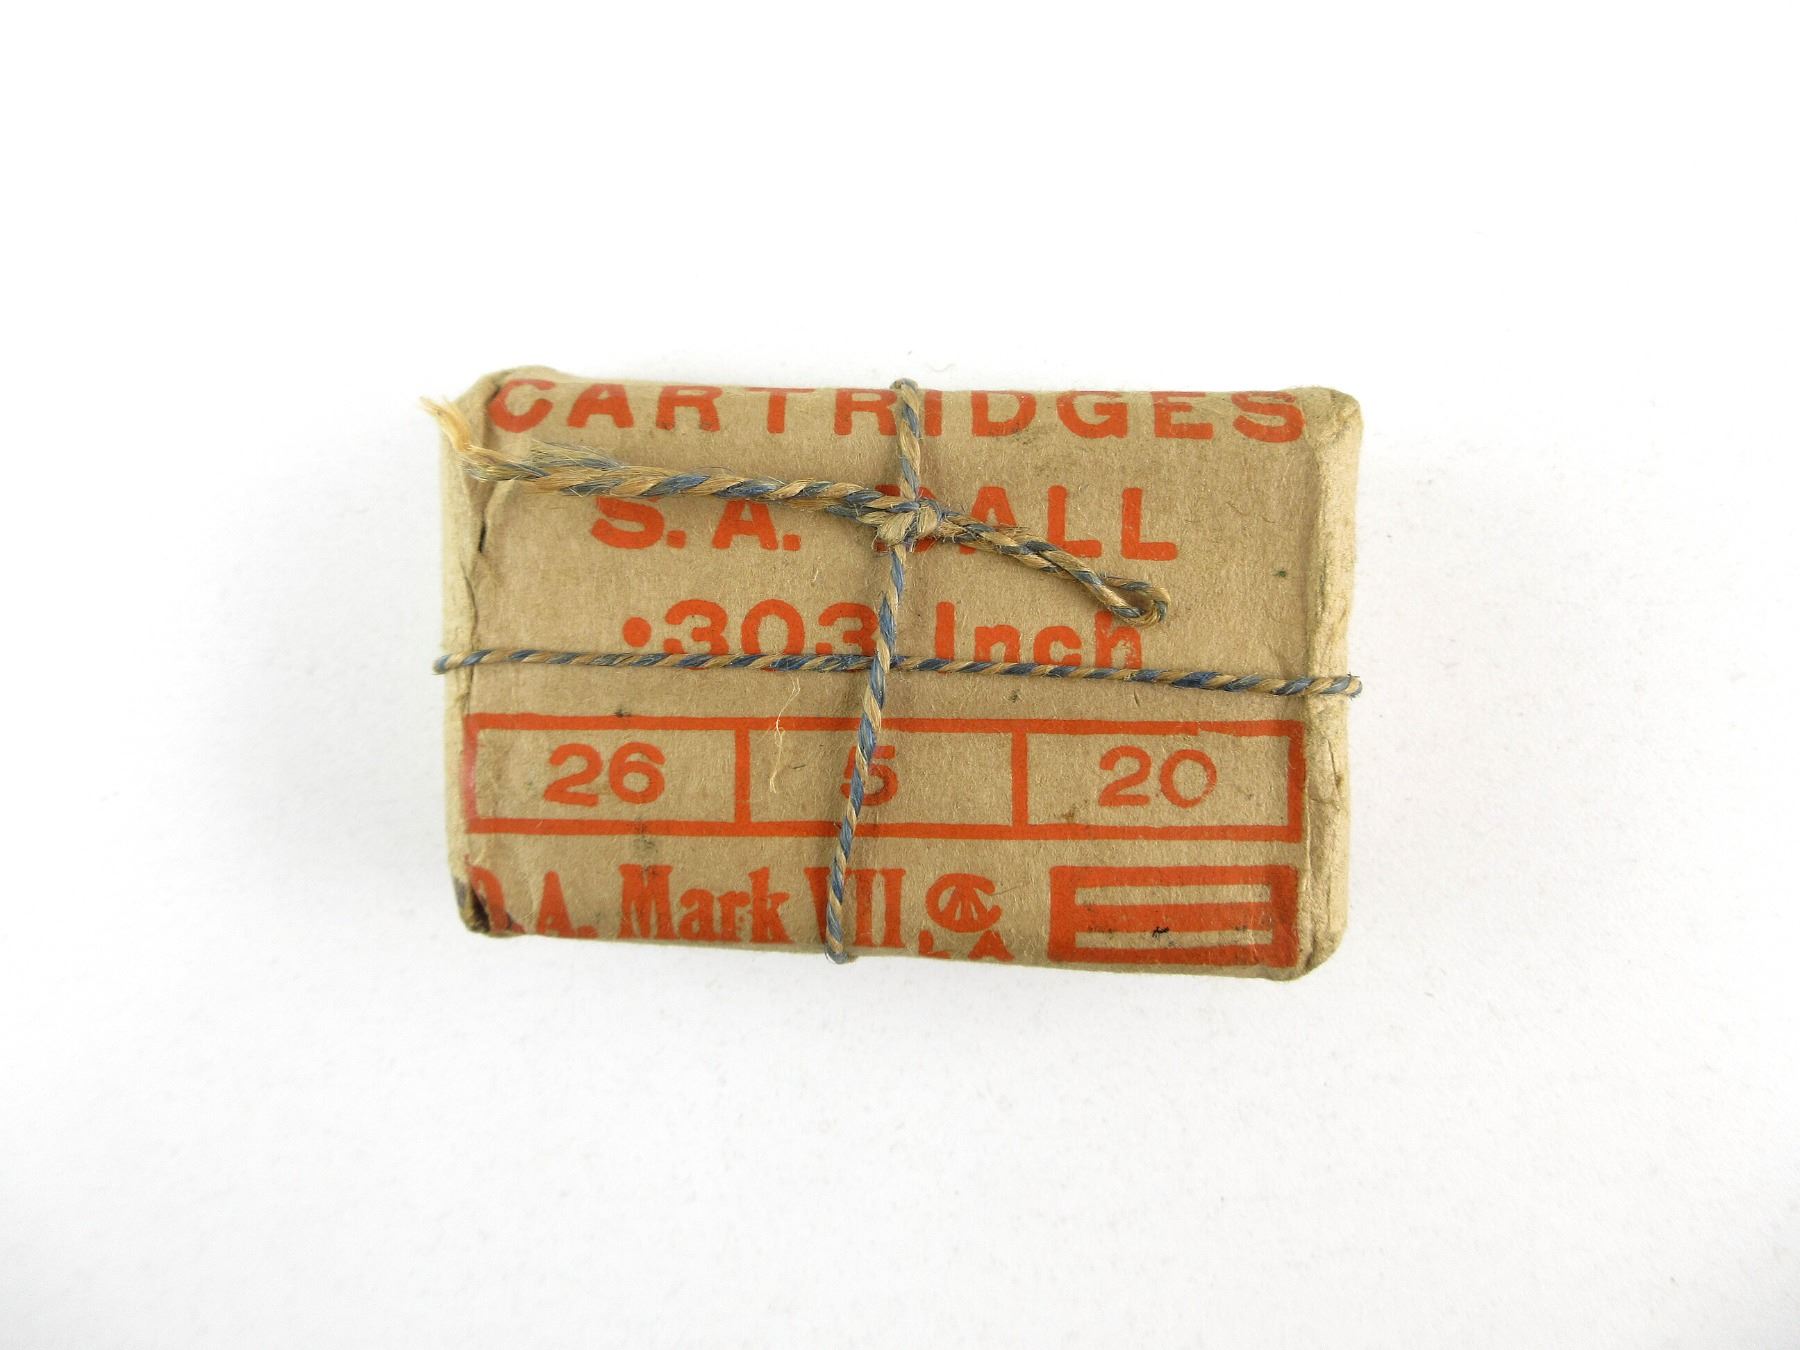 CARTRIDGES
S.A. BALL
.303 Inch
26 5 20
D.A. Mark VII